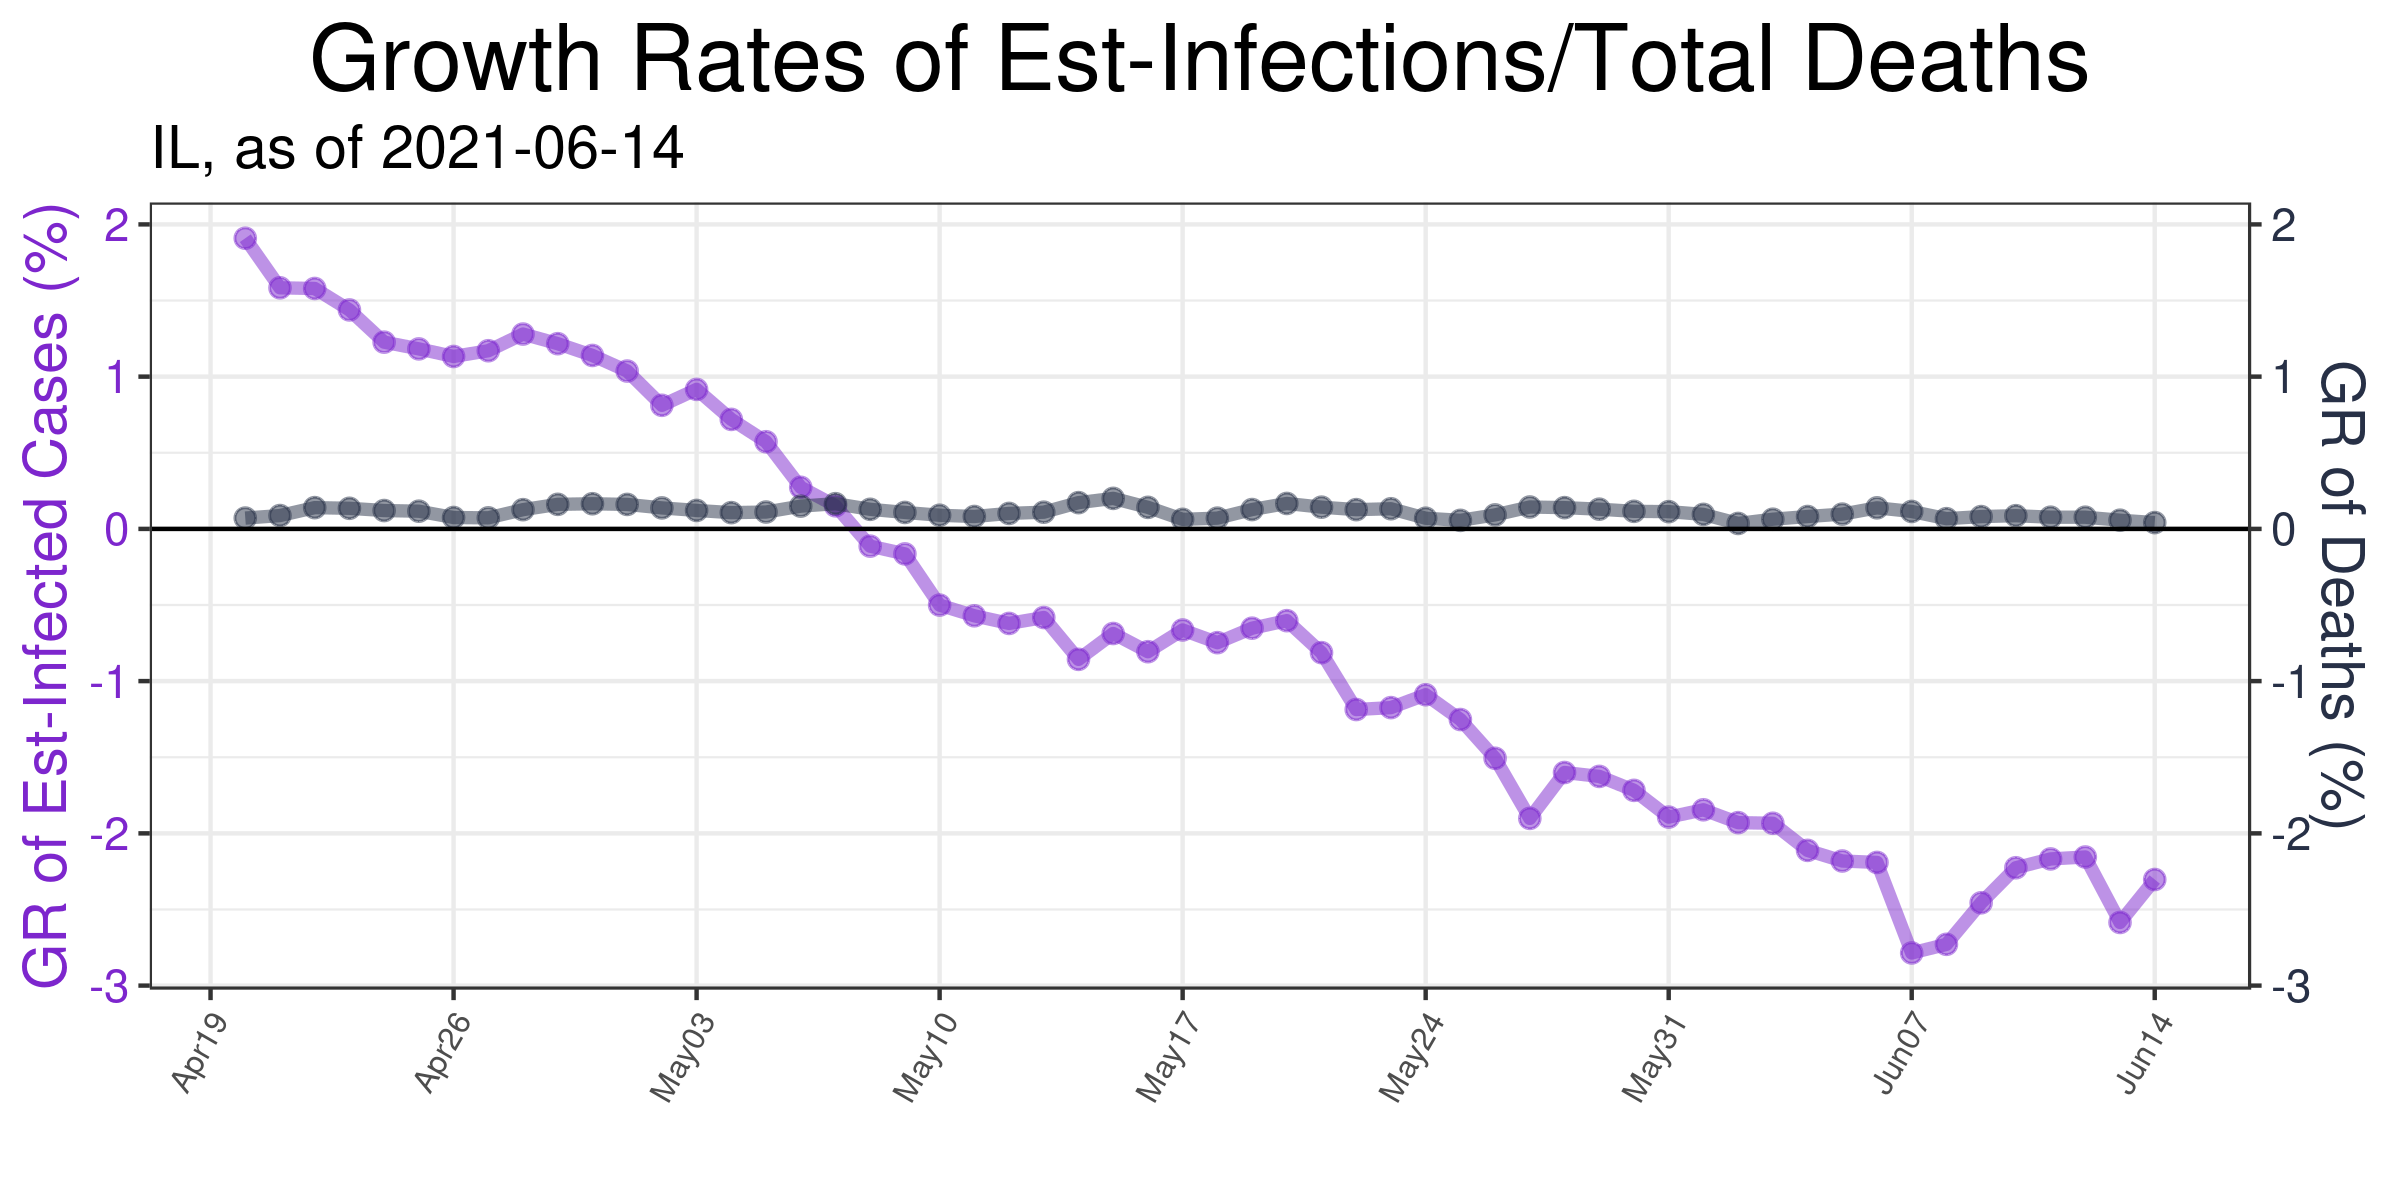 Growth Rates of Est-Infections/Total Deaths
IL, as of 2021-06-14
GR of Est-Infected Cases (%)
2
1
0
-1
-2
-3
2
1
0
-1
-2
-3
GR of Deaths (%)
Apr19
Apr26
May03
May10
May17
May24
May31
Jun07
Jun14